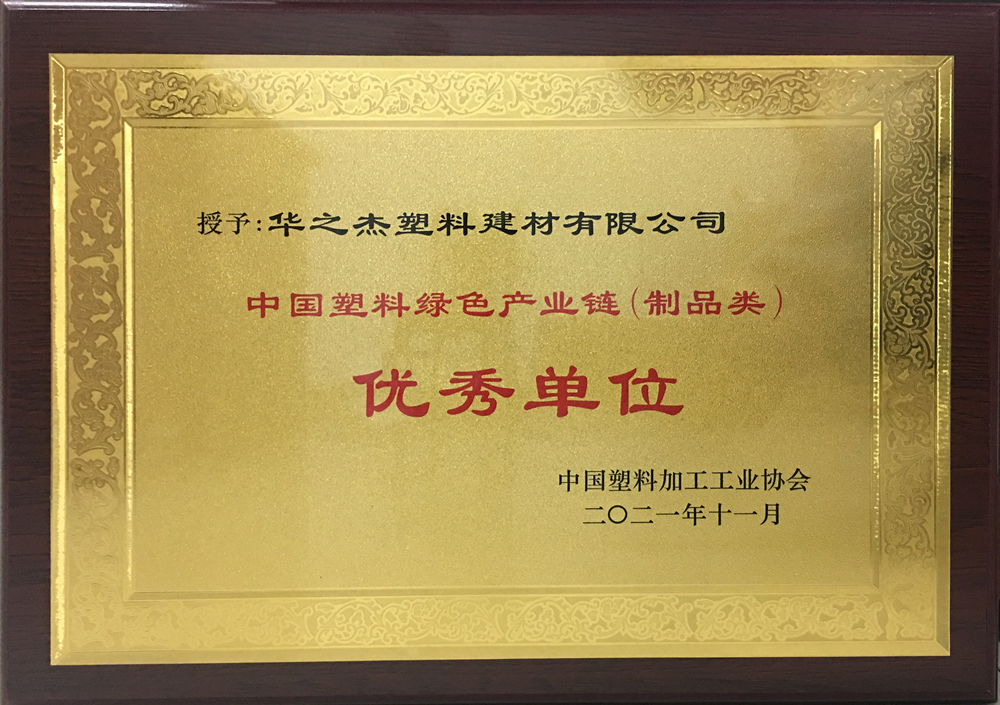 授予:华之杰塑料建材有限公司
中国塑料绿色产业链(制品类)
优秀单位
中国塑料加工工业协会
二〇二一年十一月